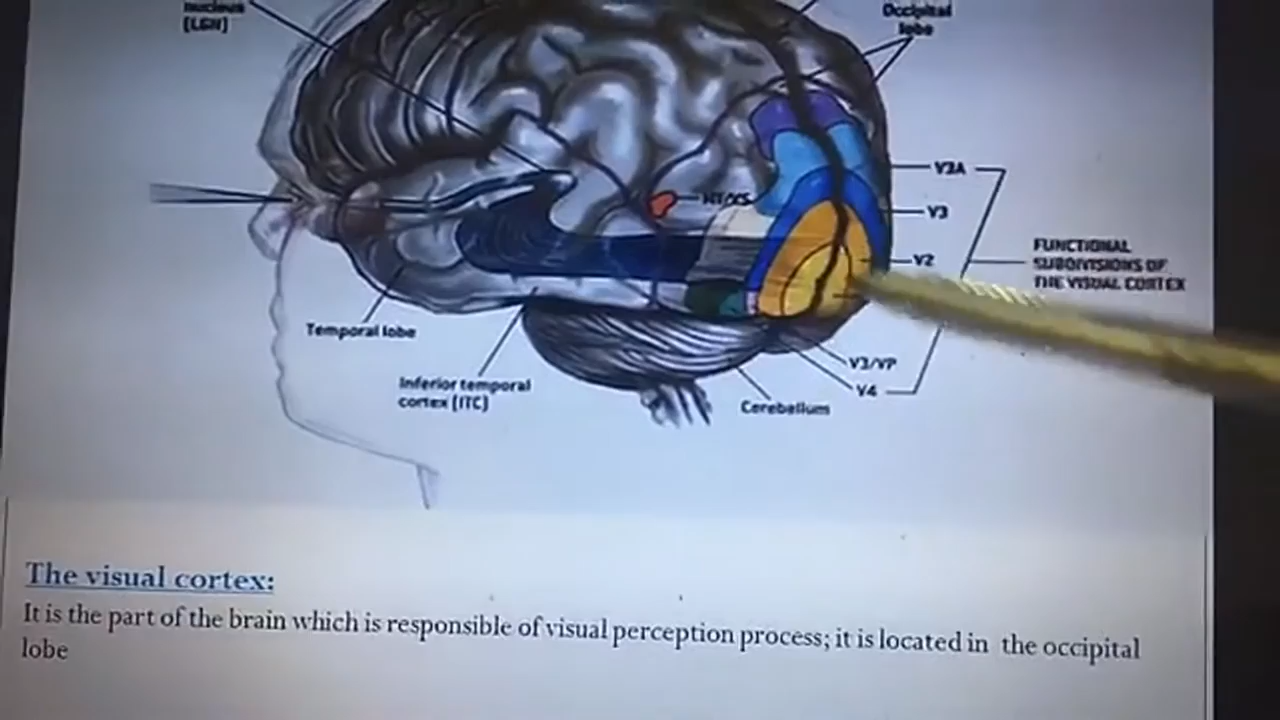 nucleus
(LGN)
Occipital
lobe
V3A
MT/V5
V3
FUNCTIONAL
SUBDIVISIONS OF
THE VISUAL CORTEX
V2
Temporal lobe
V3/VP
Inferior temporal
cortex (ITC)
V4
Cerebellum
The visual cortex:
It is the part of the brain which is responsible of visual perception process; it is located in the occipital
lobe